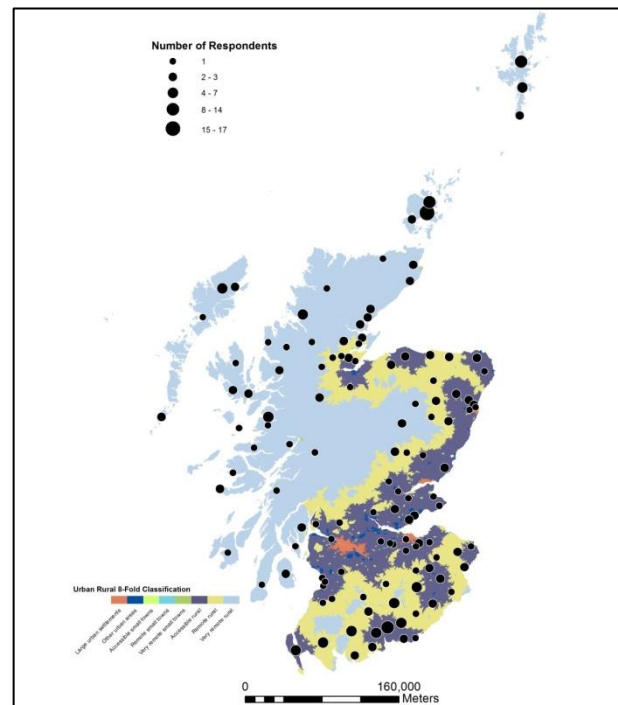 Number of Respondents
1
2 - 3
4 - 7
8 - 14
15 - 17
Urban Rural 8-Fold Classification
Large urban settlements
Other urban areas
Accessible small towns
Remote small towns
Very remote small towns
Accessible rural
Remote rural
Very remote rural
0
160,000
Meters